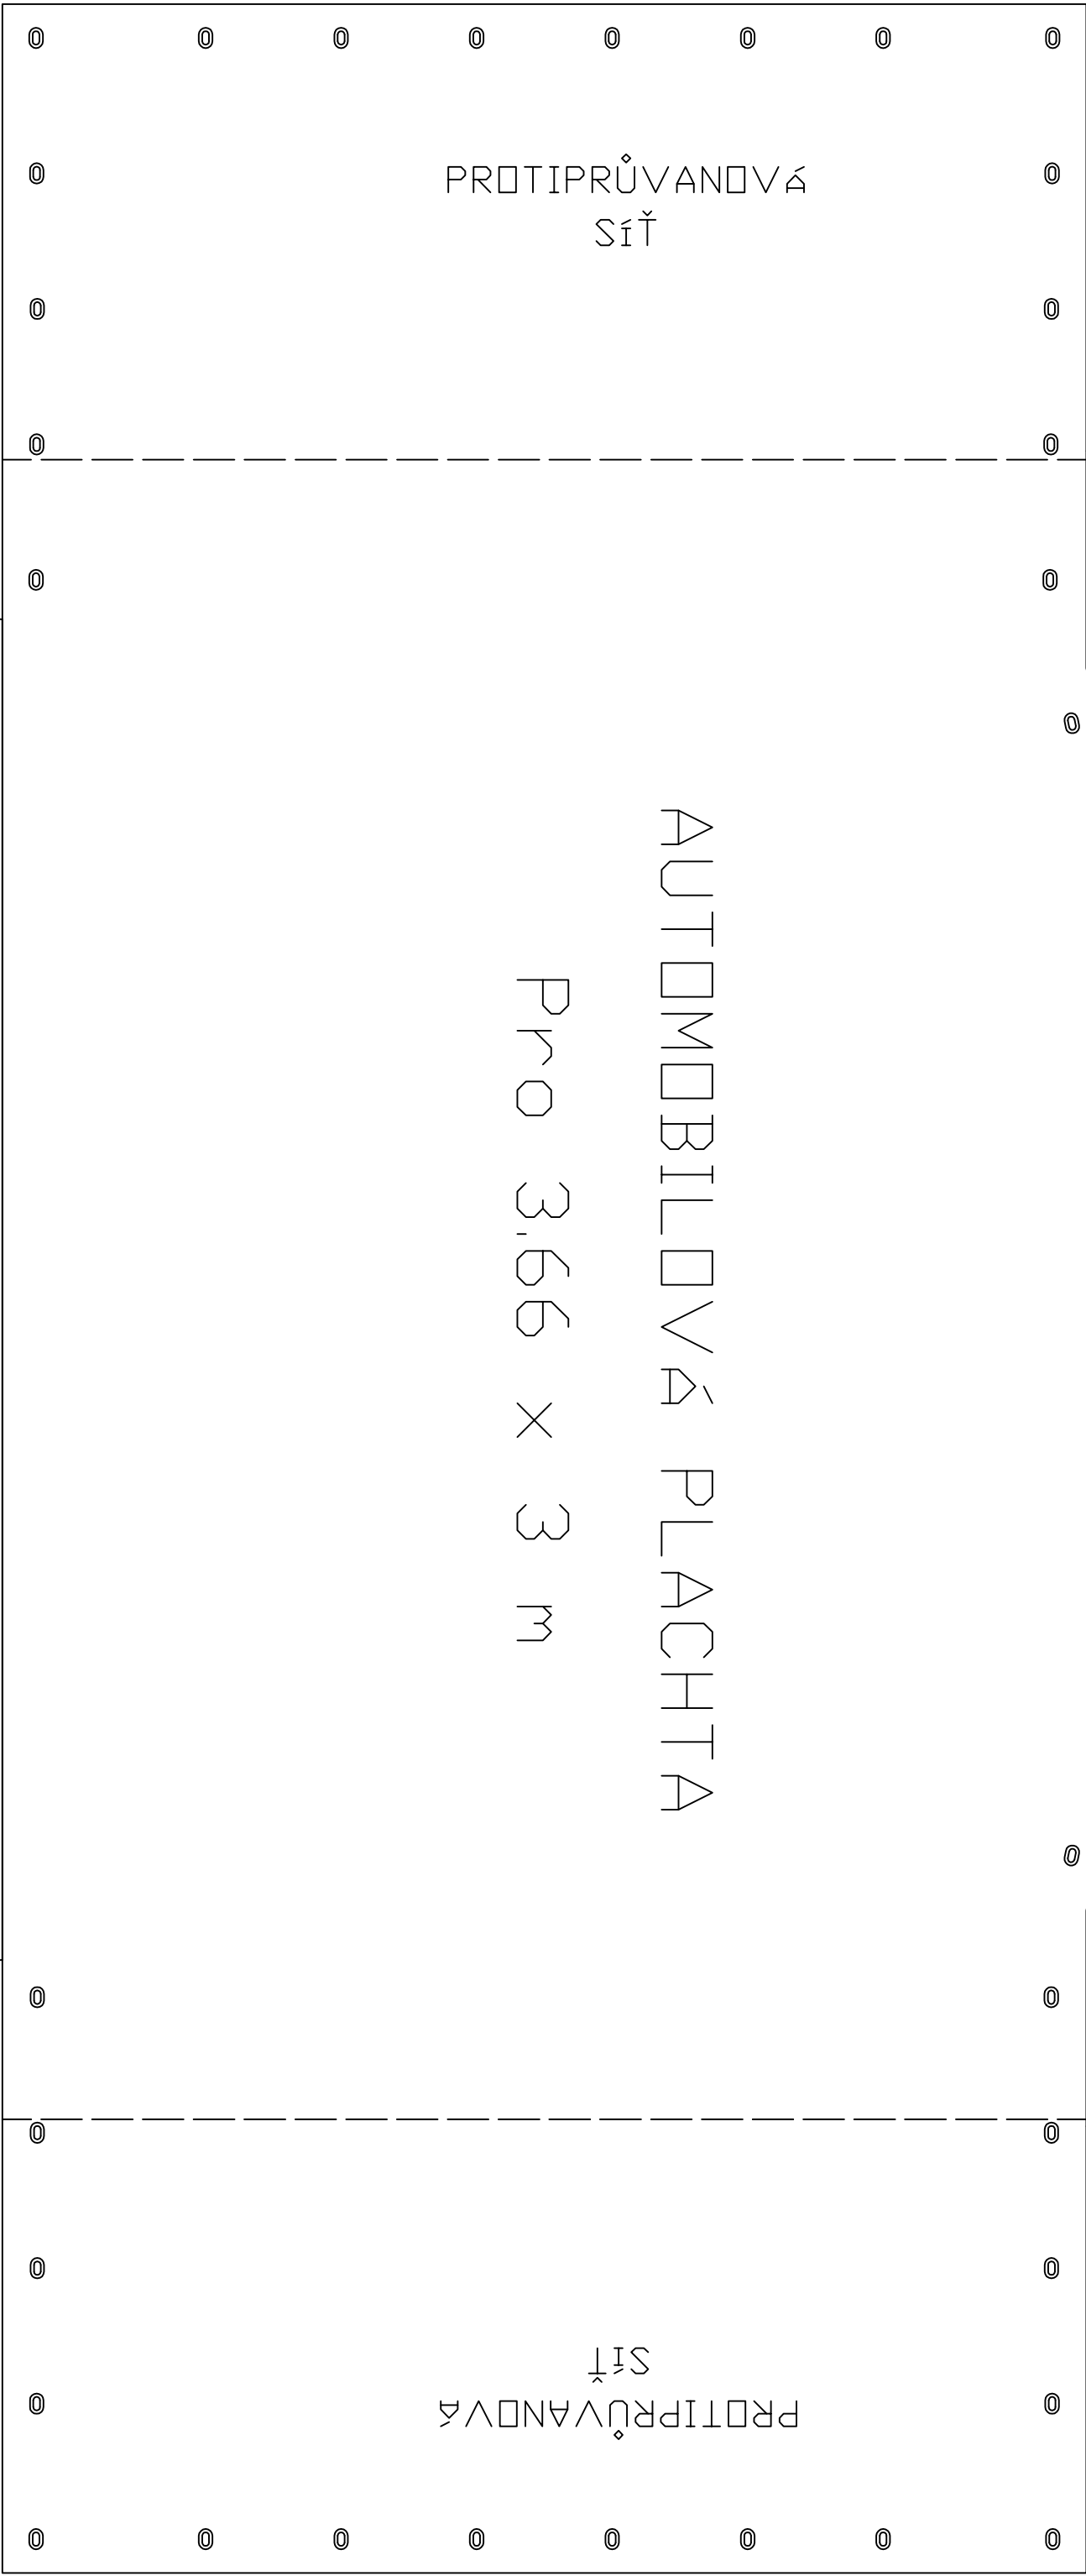 PROTIPRŮVANOVÁ
SÍŤ
AUTOMOBILOVÁ PLACHTA
Pro 3.66 x 3 m
SÍŤ
PROTIPRŮVANOVÁ